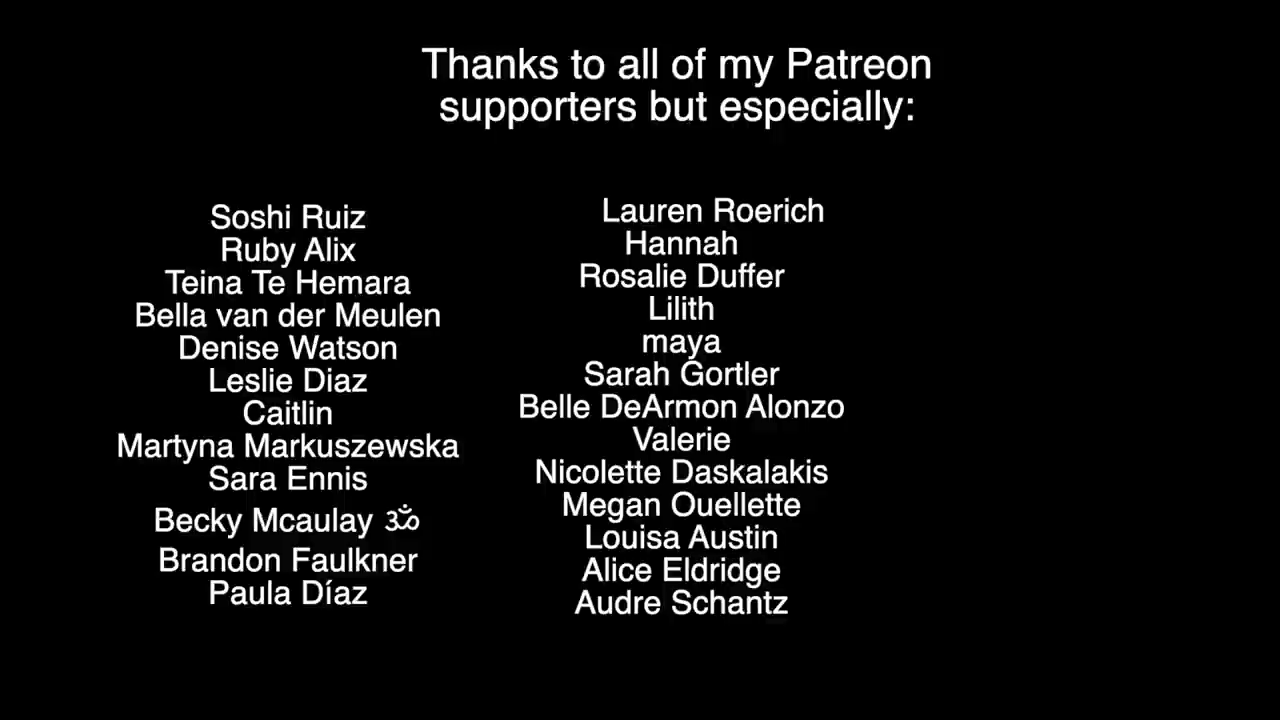 Thanks to all of my Patreon
supporters but especially:
Soshi Ruiz
Ruby Alix
Teina Te Hemara
Bella van der Meulen
Denise Watson
Leslie Diaz
Caitlin
Martyna Markuszewska
Sara Ennis
Becky Mcaulay ॐ
Brandon Faulkner
Paula Díaz
Lauren Roerich
Hannah
Rosalie Duffer
Lilith
maya
Sarah Gortler
Belle DeArmon Alonzo
Valerie
Nicolette Daskalakis
Megan Ouellette
Louisa Austin
Alice Eldridge
Audre Schantz